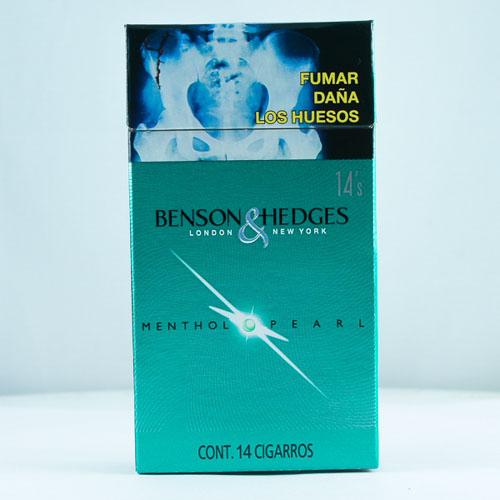 FUMAR
DAÑA
LOS HUESOS
14's
BENSON & HEDGES
LONDON NEW YORK
MENTHOL PEARL
CONT. 14 CIGARROS